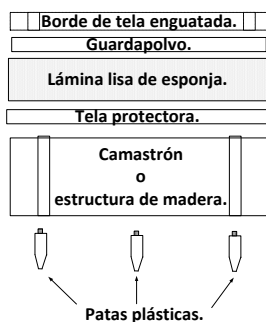 Borde de tela enguatada.
Guardapolvo.
Lámina lisa de esponja.
Tela protectora.
Camastrón
o
estructura de madera.
Patas plásticas.